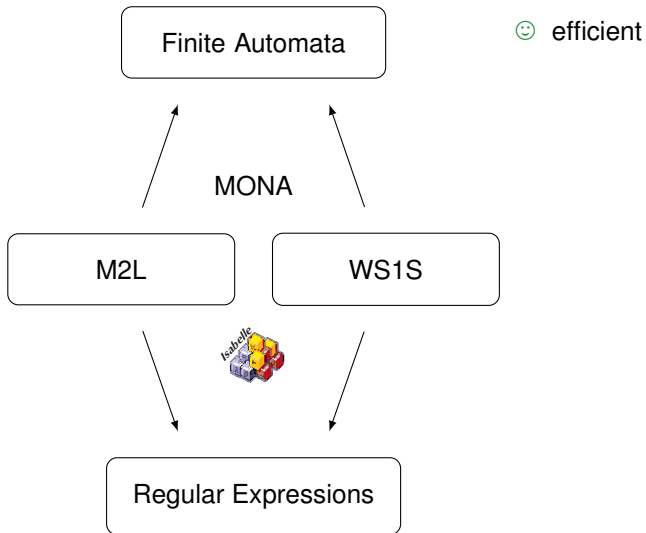 Finite Automata
☺ efficient
MONA
M2L
WS1S
Isabelle
Regular Expressions